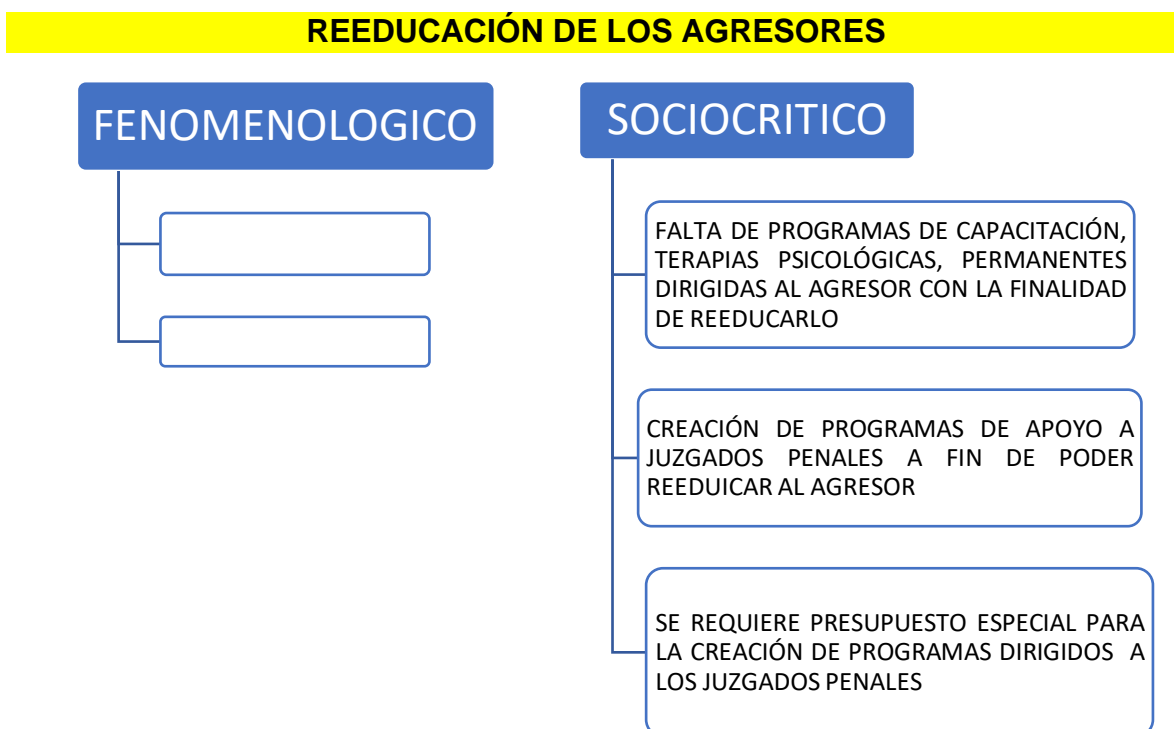 REEDUCACIÓN DE LOS AGRESORES
FENOMENOLOGICO
SOCIOCRITICO
FALTA DE PROGRAMAS DE CAPACITACIÓN,
TERAPIAS PSICOLÓGICAS, PERMANENTES
DIRIGIDAS AL AGRESOR CON LA FINALIDAD
DE REEDUCARLO
CREACIÓN DE PROGRAMAS DE APOYO A
JUZGADOS PENALES A FIN DE PODER
REEDUICAR AL AGRESOR
SE REQUIERE PRESUPUESTO ESPECIAL PARA
LA CREACIÓN DE PROGRAMAS DIRIGIDOS A
LOS JUZGADOS PENALES